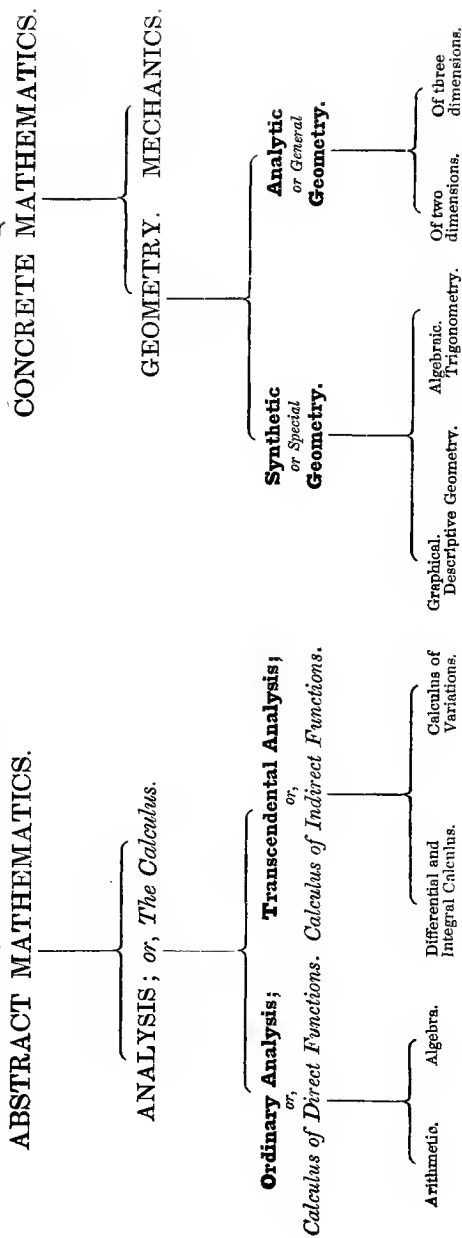 ABSTRACT MATHEMATICS.
ANALYSIS; or, The Calculus.
Ordinary Analysis;
or,
Calculus of Direct Functions.
Arithmetic.
Algebra.
Transcendental Analysis;
or,
Calculus of Indirect Functions.
Differential and
Integral Calculus.
Calculus of
Variations.
CONCRETE MATHEMATICS.
GEOMETRY.
MECHANICS.
Synthetic
or Special
Geometry.
Graphical.
Descriptive Geometry.
Algebraic.
Trigonometry.
Analytic
or General
Geometry.
Of two
dimensions.
Of three
dimensions.